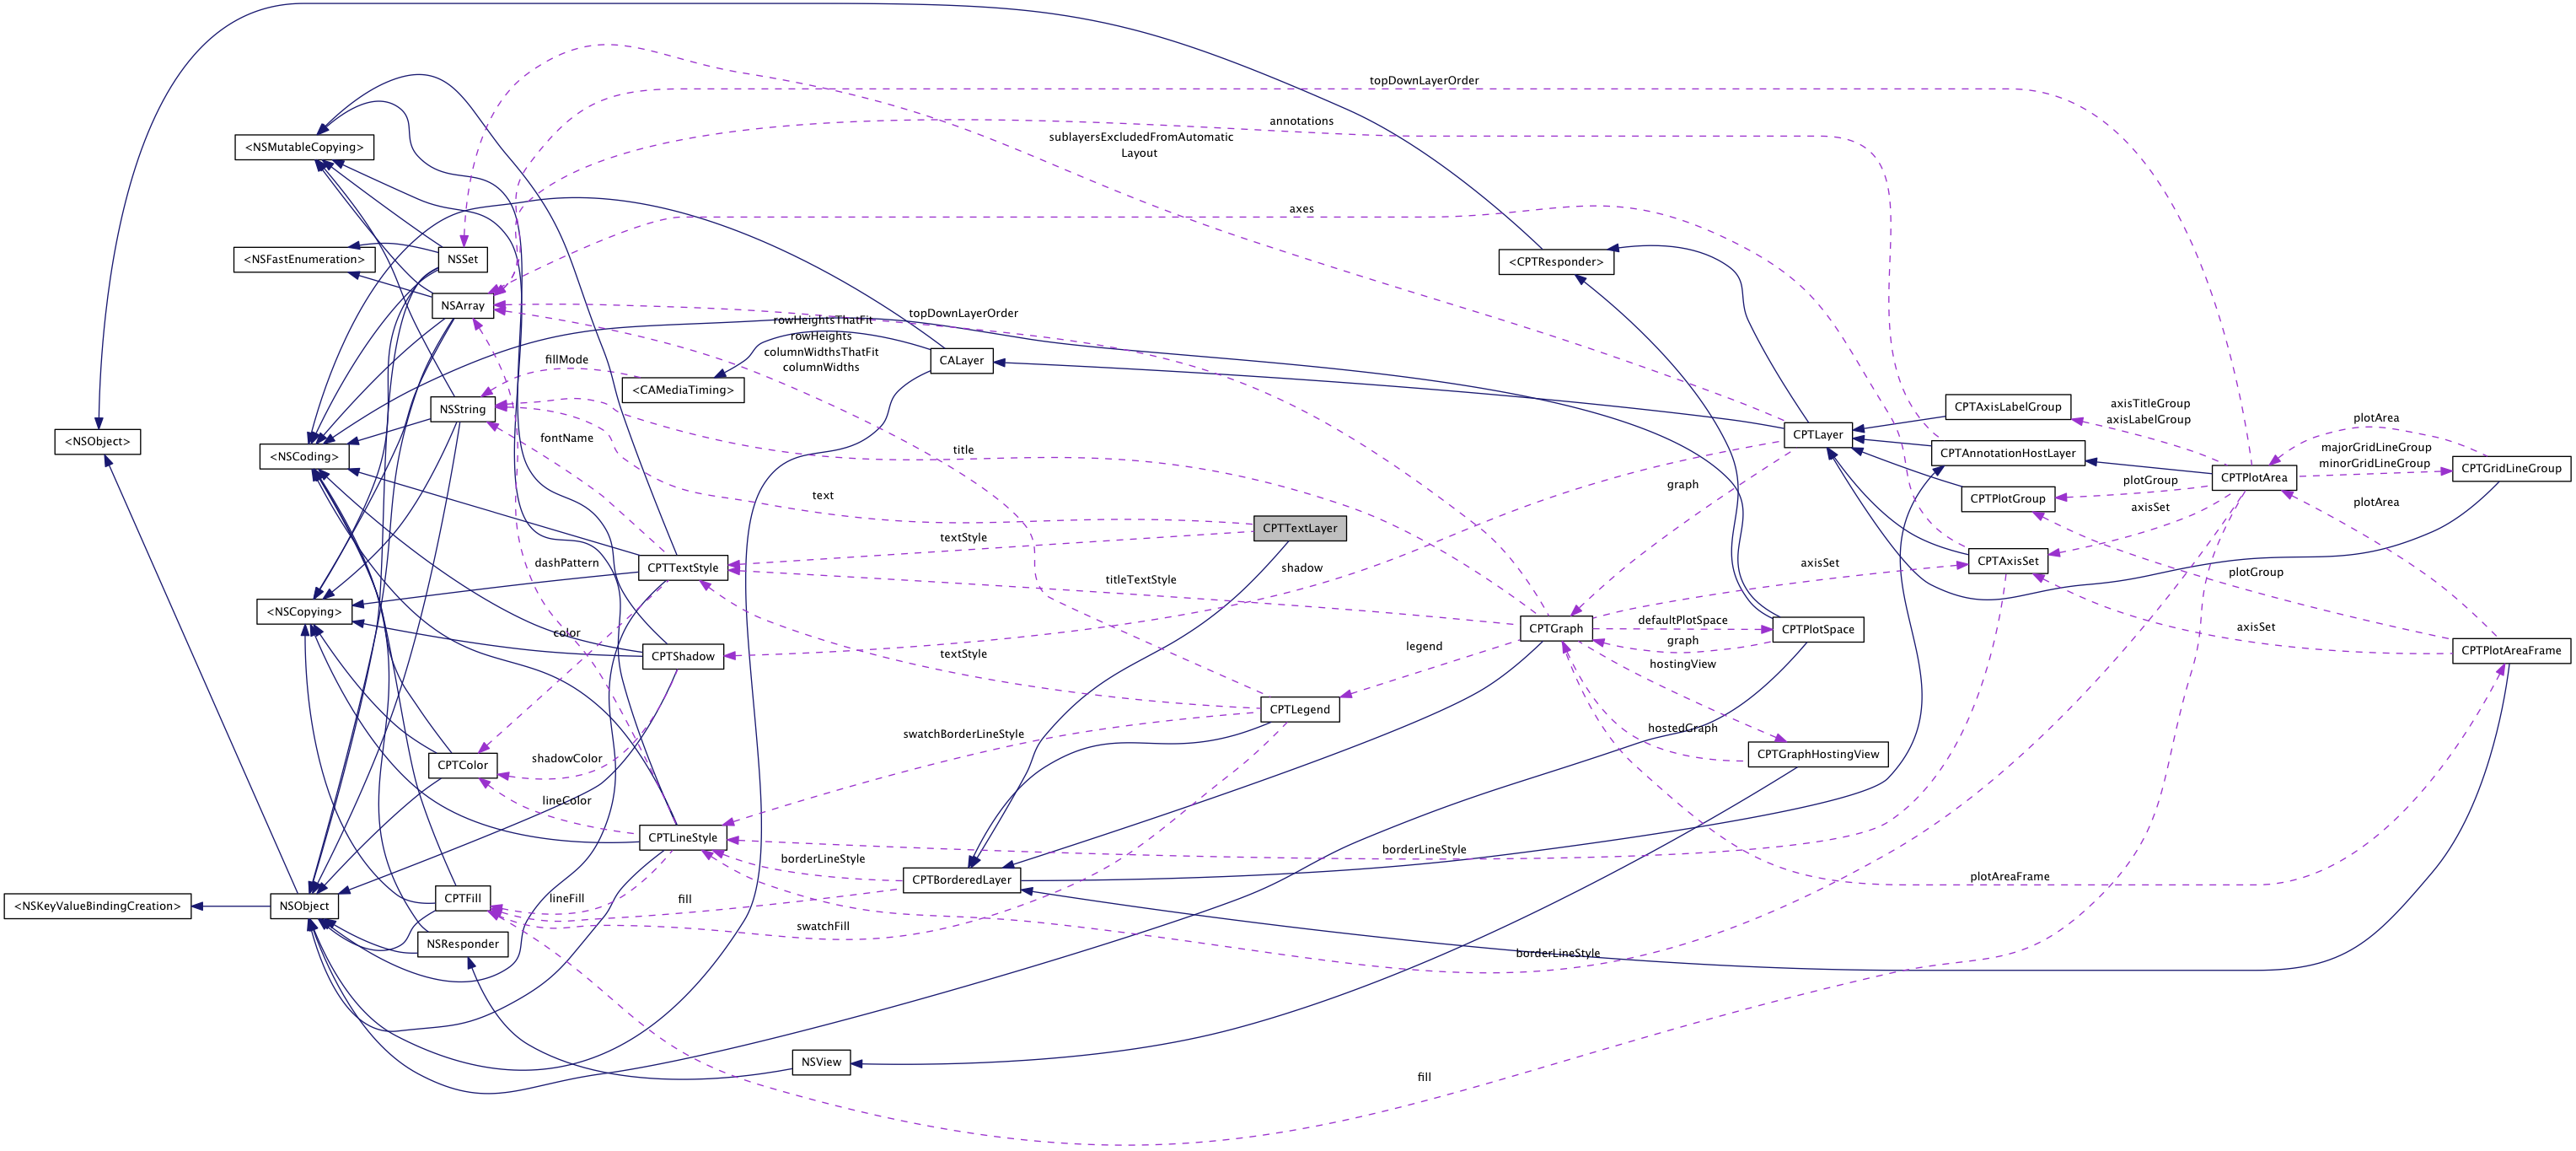 topDownLayerOrder
annotations
sublayersExcludedFromAutomatic
Layout
<NSMutableCopying>
axes
<NSFastEnumeration>
NSSet
<CPTResponder>
NSArray
topDownLayerOrder
rowHeightsThatFit
rowHeights
columnWidthsThatFit
columnWidths
fillMode
CALayer
<CAMediaTiming>
NSString
<NSObject>
<NSCoding>
fontName
title
text
CPTLayer
CPTAxisLabelGroup
axisTitleGroup
axisLabelGroup
plotArea
CPTAnnotationHostLayer
majorGridLineGroup
minorGridLineGroup
CPTGridLineGroup
CPTPlotArea
graph
plotGroup
CPTPlotGroup
axisSet
plotArea
CPTTextLayer
textStyle
CPTTextStyle
dashPattern
shadow
titleTextStyle
axisSet
CPTAxisSet
plotGroup
<NSCopying>
color
CPTShadow
textStyle
CPTGraph
defaultPlotSpace
graph
CPTPlotSpace
axisSet
CPTPlotAreaFrame
legend
hostingView
CPTLegend
swatchBorderLineStyle
hostedGraph
CPTGraphHostingView
shadowColor
CPTColor
lineColor
CPTLineStyle
borderLineStyle
borderLineStyle
CPTBorderedLayer
plotAreaFrame
<NSKeyValueBindingCreation>
NSObject
CPTFill
lineFill
fill
swatchFill
NSResponder
borderLineStyle
NSView
fill